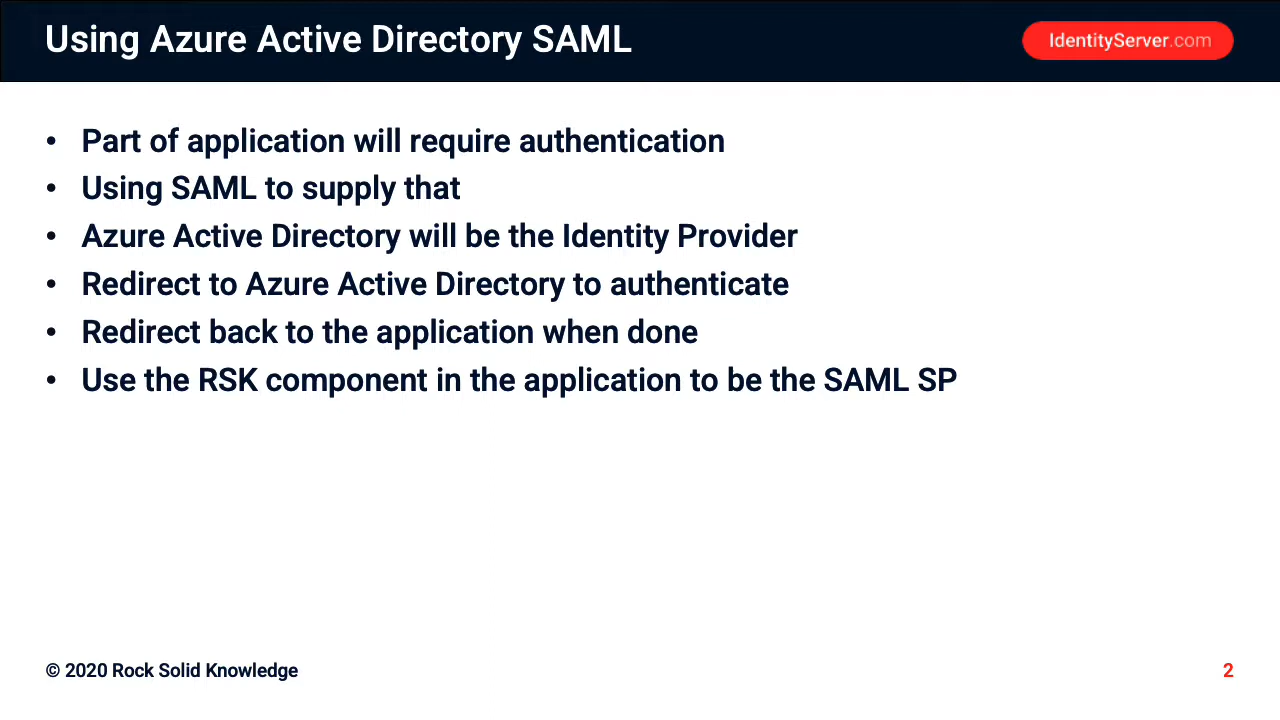 Using Azure Active Directory SAML
IdentityServer.com
• Part of application will require authentication
• Using SAML to supply that
• Azure Active Directory will be the Identity Provider
• Redirect to Azure Active Directory to authenticate
• Redirect back to the application when done
• Use the RSK component in the application to be the SAML SP
© 2020 Rock Solid Knowledge
2